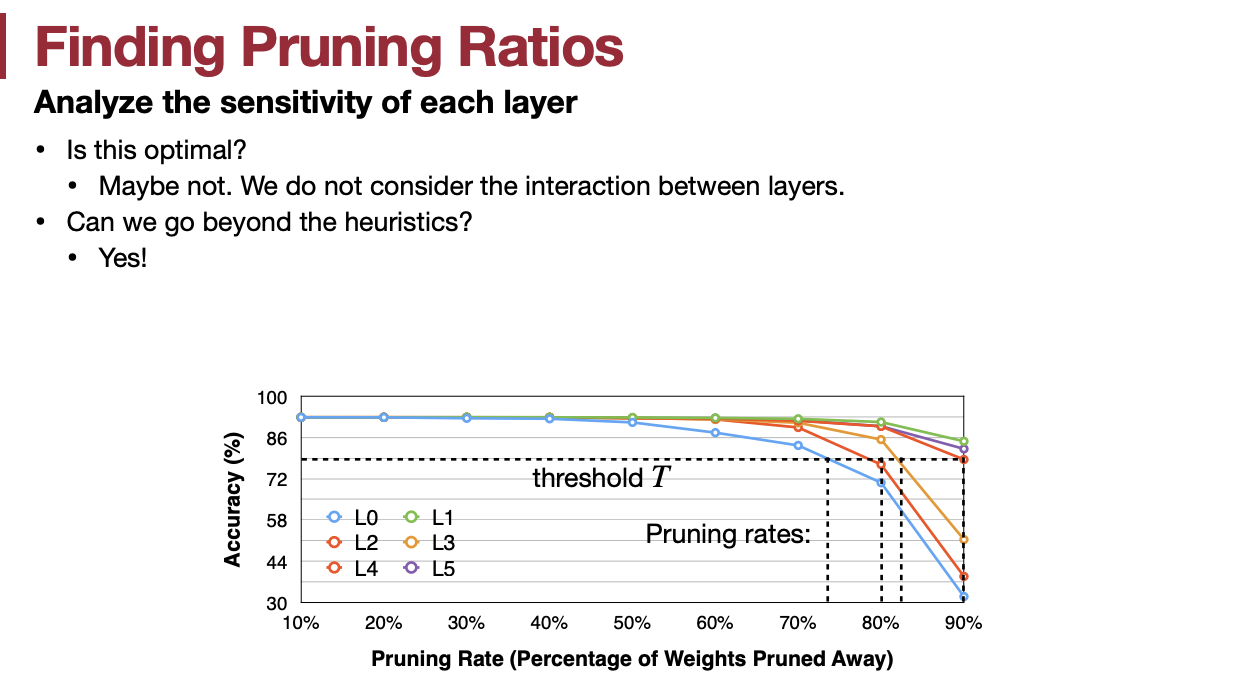 Finding Pruning Ratios
Analyze the sensitivity of each layer
• Is this optimal?
• Maybe not. We do not consider the interaction between layers.
• Can we go beyond the heuristics?
• Yes!
Accuracy (%)
100
86
72
58
44
30
threshold T
Pruning rates:
L0 L1
L2 L3
L4 L5
10% 20% 30% 40% 50% 60% 70% 80% 90%
Pruning Rate (Percentage of Weights Pruned Away)